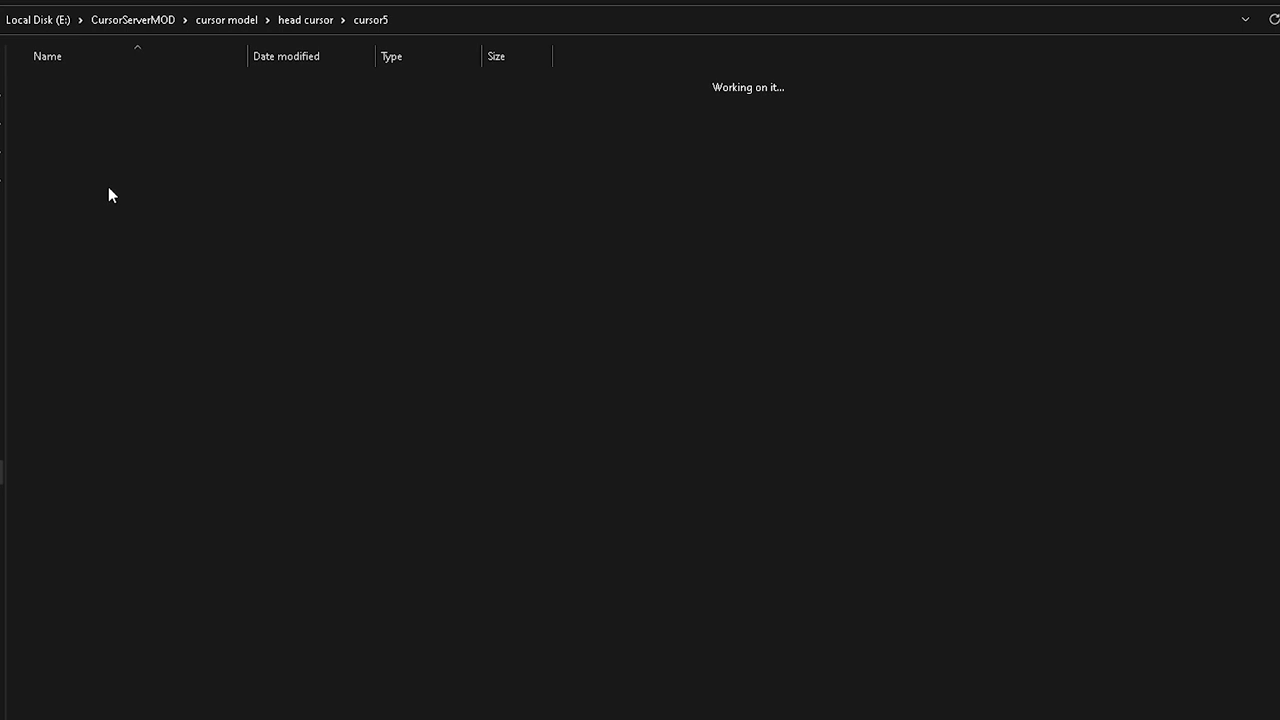 Local Disk (E:) › CursorServerMOD › cursor model › head cursor › cursor5
Name Date modified Type Size
Working on it...